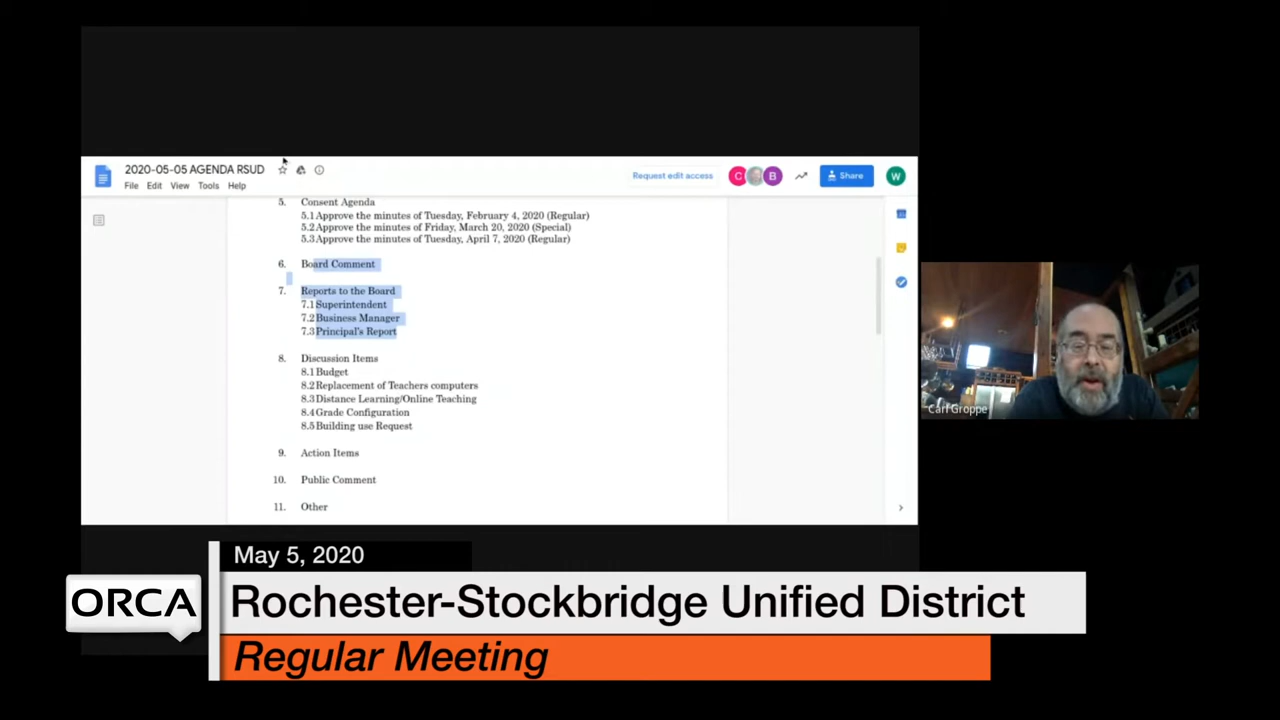 2020-05-05 AGENDA RSUD
File Edit View Tools Help
Request edit access
C
B
Share
W
5. Consent Agenda
5.1 Approve the minutes of Tuesday, February 4, 2020 (Regular)
5.2 Approve the minutes of Friday, March 20, 2020 (Special)
5.3 Approve the minutes of Tuesday, April 7, 2020 (Regular)
6. Board Comment
7. Reports to the Board
7.1 Superintendent
7.2 Business Manager
7.3 Principal's Report
8. Discussion Items
8.1 Budget
8.2 Replacement of Teachers computers
8.3 Distance Learning/Online Teaching
8.4 Grade Configuration
8.5 Building use Request
9. Action Items
10. Public Comment
11. Other
Carl Groppe
May 5, 2020
ORCA
Rochester-Stockbridge Unified District
Regular Meeting